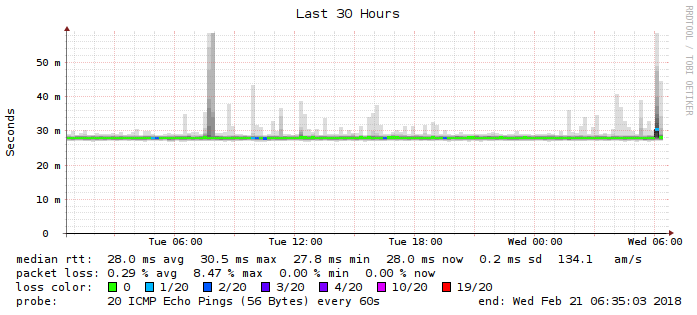 Last 30 Hours
RRDTOOL / TOBI OETIKER
Seconds
50 m
40 m
30 m
20 m
10 m
0
Tue 06:00 Tue 12:00 Tue 18:00 Wed 00:00 Wed 06:00
median rtt: 28.0 ms avg 30.5 ms max 27.8 ms min 28.0 ms now 0.2 ms sd 134.1 am/s
packet loss: 0.29 % avg 8.47 % max 0.00 % min 0.00 % now
loss color: 0 1/20 2/20 3/20 4/20 10/20 19/20
probe: 20 ICMP Echo Pings (56 Bytes) every 60s end: Wed Feb 21 06:35:03 2018